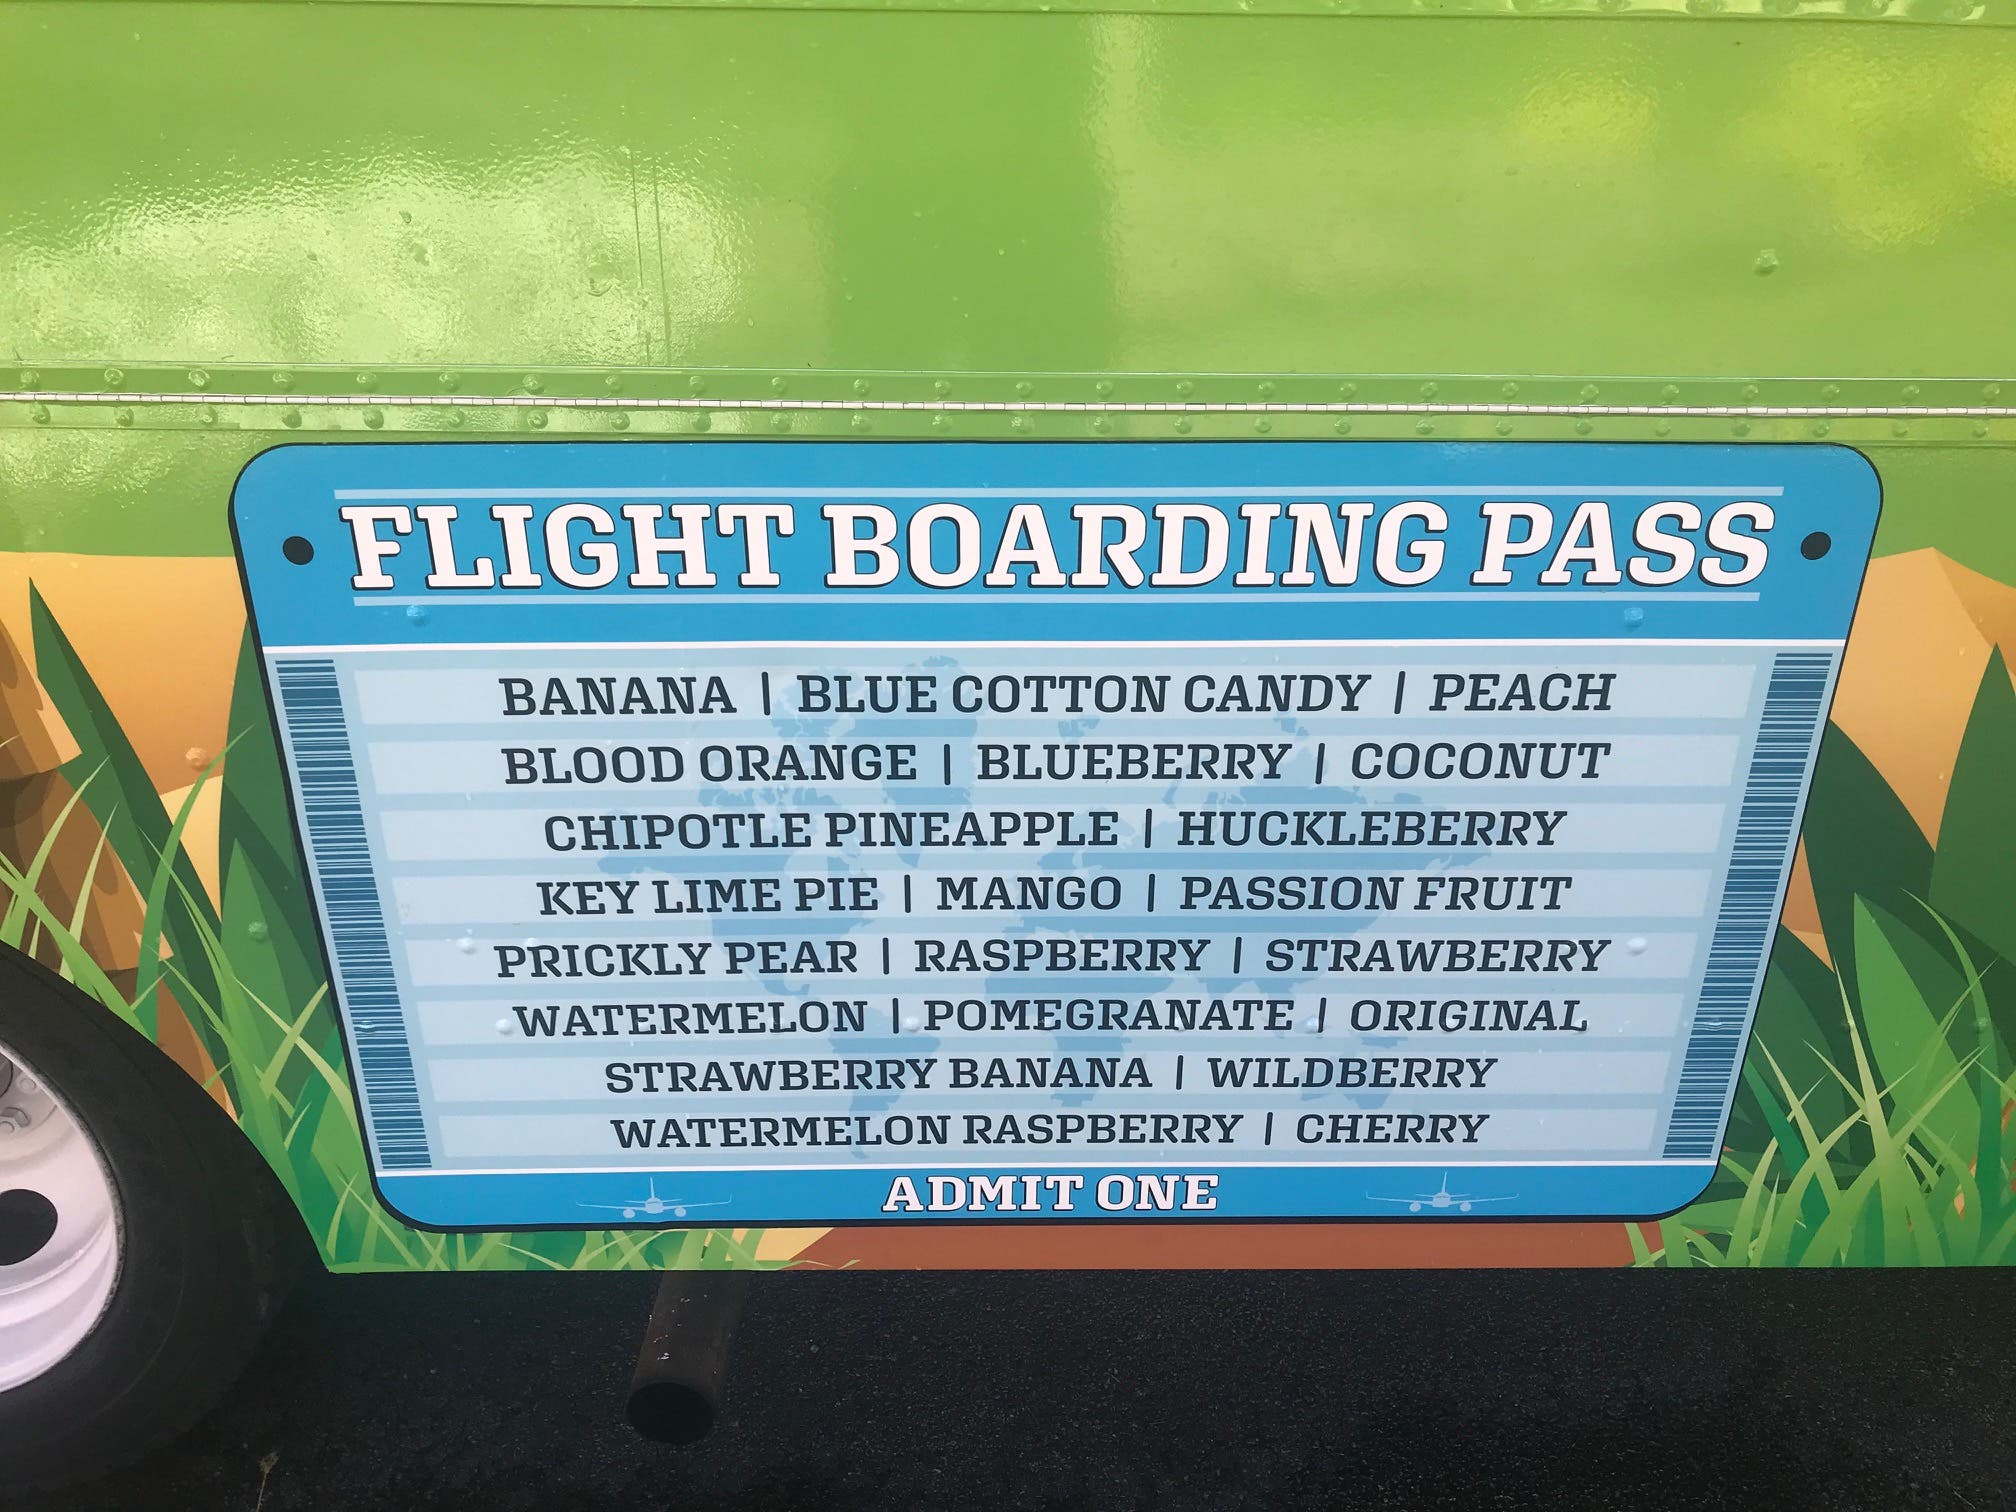 FLIGHT BOARDING PASS
BANANA | BLUE COTTON CANDY | PEACH
BLOOD ORANGE | BLUEBERRY | COCONUT
CHIPOTLE PINEAPPLE | HUCKLEBERRY
KEY LIME PIE | MANGO | PASSION FRUIT
PRICKLY PEAR | RASPBERRY | STRAWBERRY
WATERMELON | POMEGRANATE | ORIGINAL
STRAWBERRY BANANA | WILDBERRY
WATERMELON RASPBERRY | CHERRY
ADMIT ONE